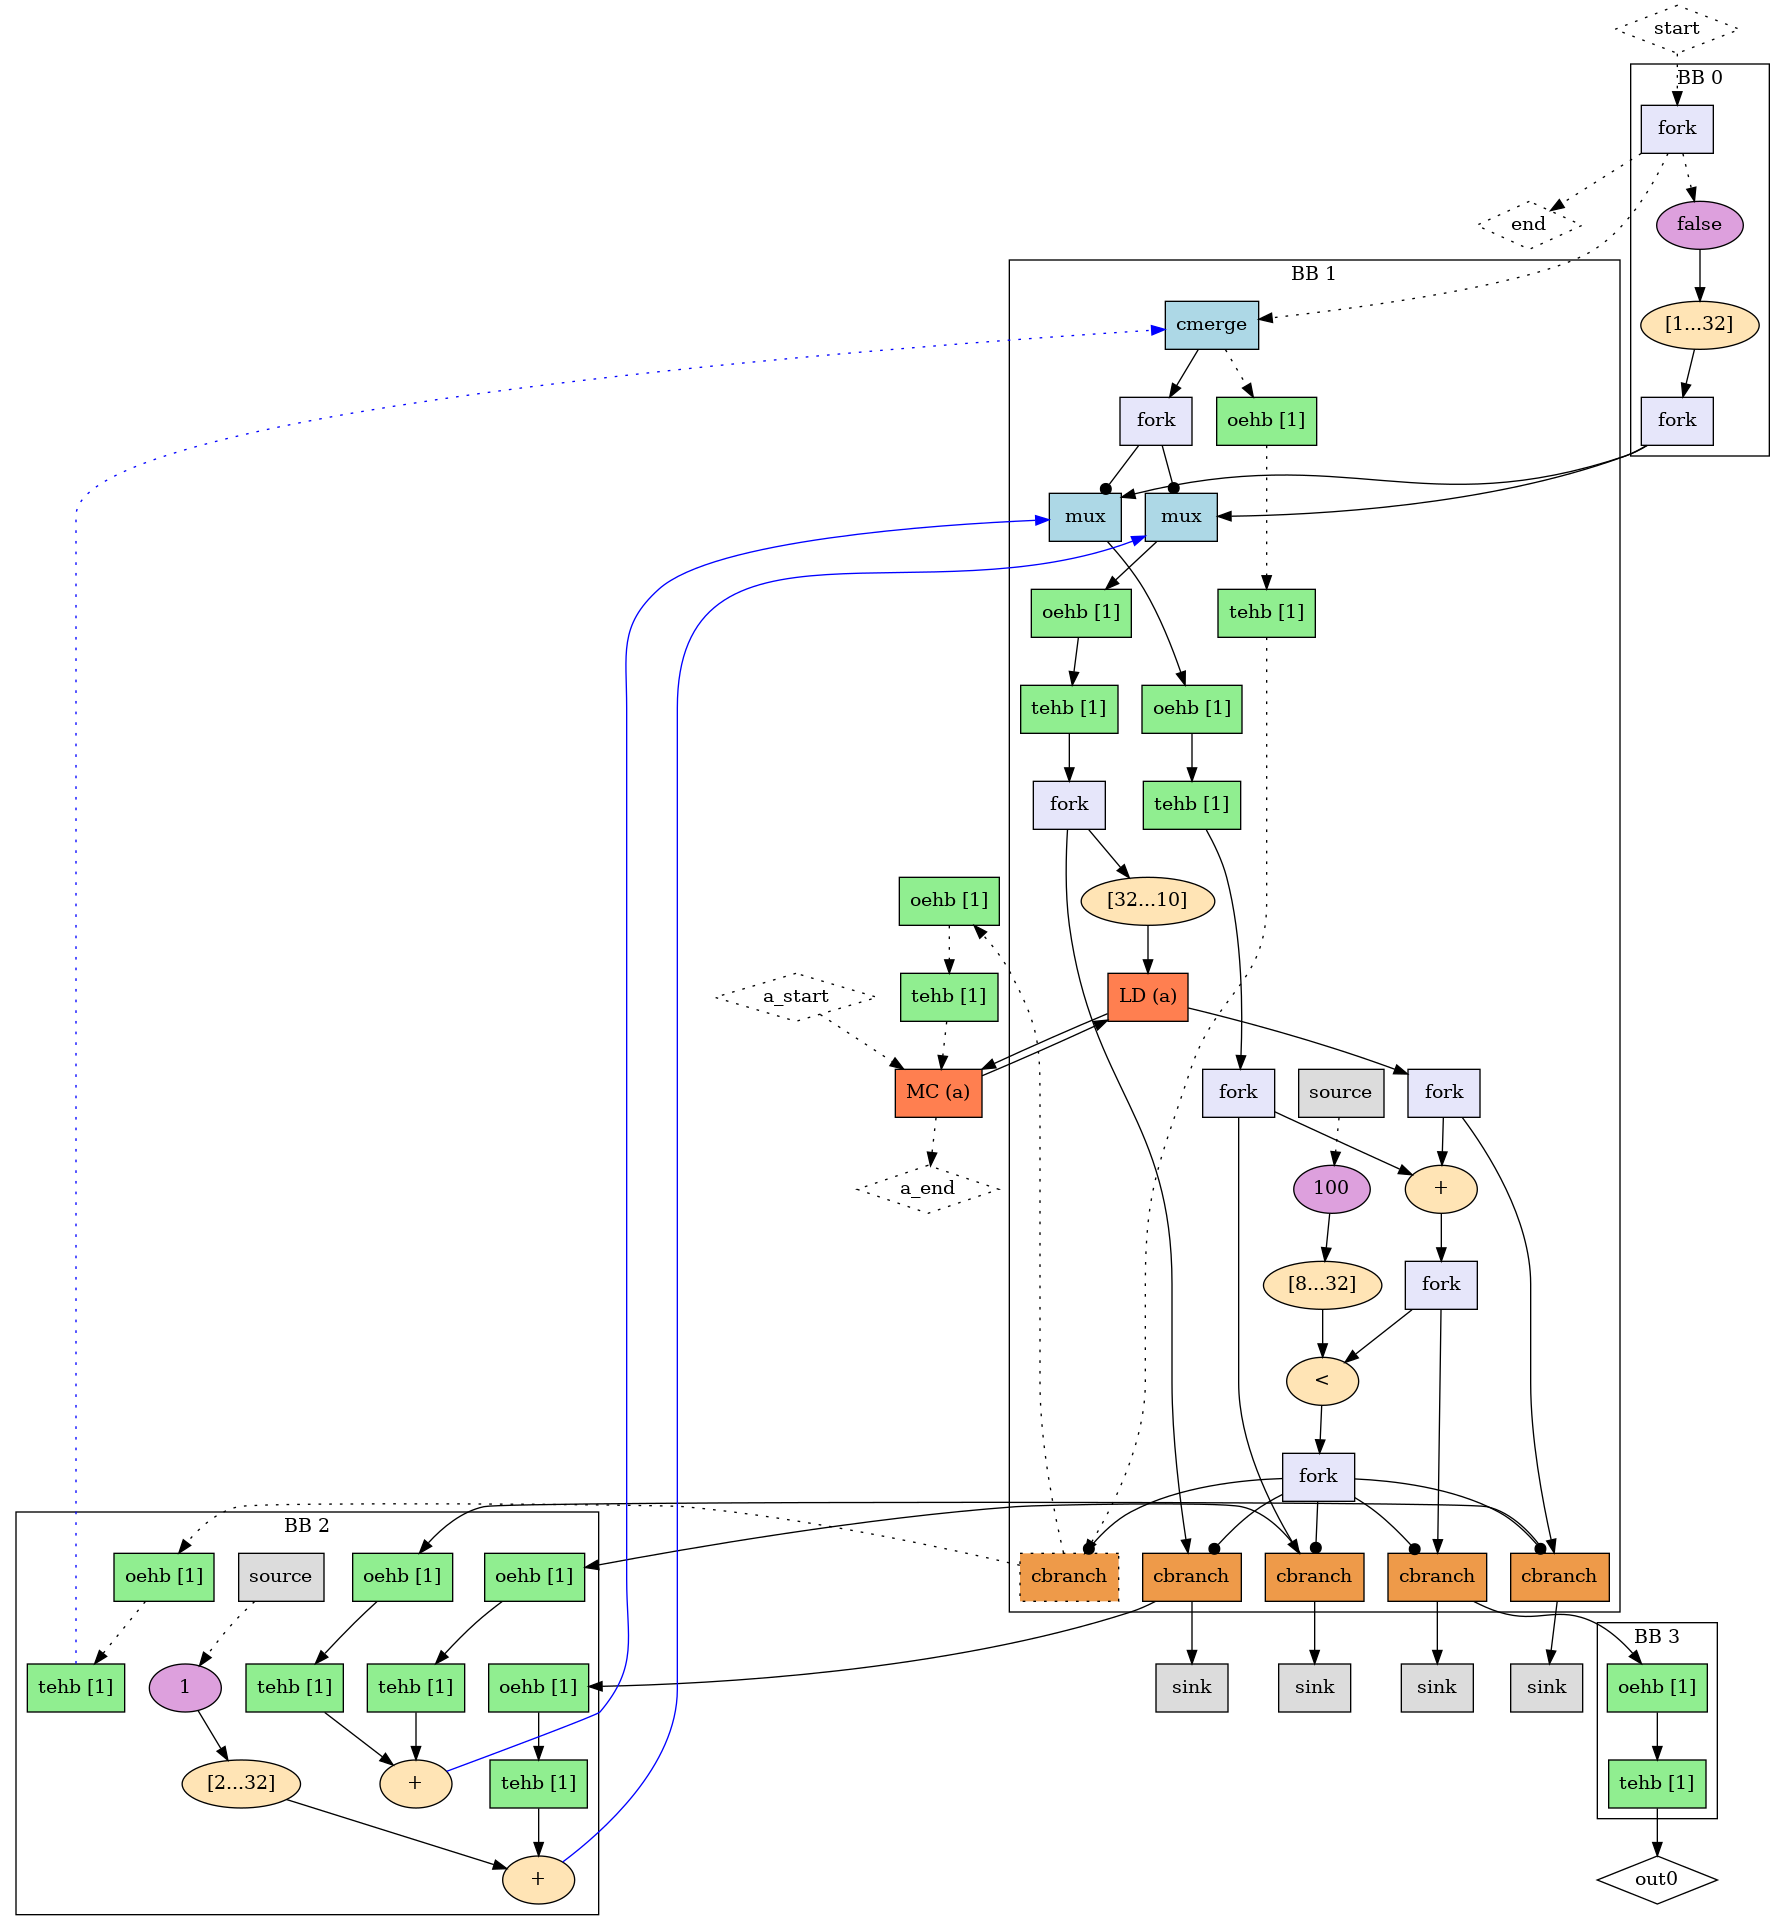 start
BB 0
fork
end
false
BB 1
cmerge
[1...32]
fork
oehb [1]
fork
mux
mux
oehb [1]
tehb [1]
tehb [1]
oehb [1]
fork
tehb [1]
oehb [1]
[32...10]
a_start
tehb [1]
LD (a)
MC (a)
fork
source
fork
a_end
100
+
[8...32]
fork
<
fork
BB 2
oehb [1]
source
oehb [1]
oehb [1]
cbranch
cbranch
cbranch
cbranch
cbranch
BB 3
tehb [1]
1
tehb [1]
tehb [1]
oehb [1]
sink
sink
sink
sink
oehb [1]
[2...32]
+
tehb [1]
tehb [1]
+
out0